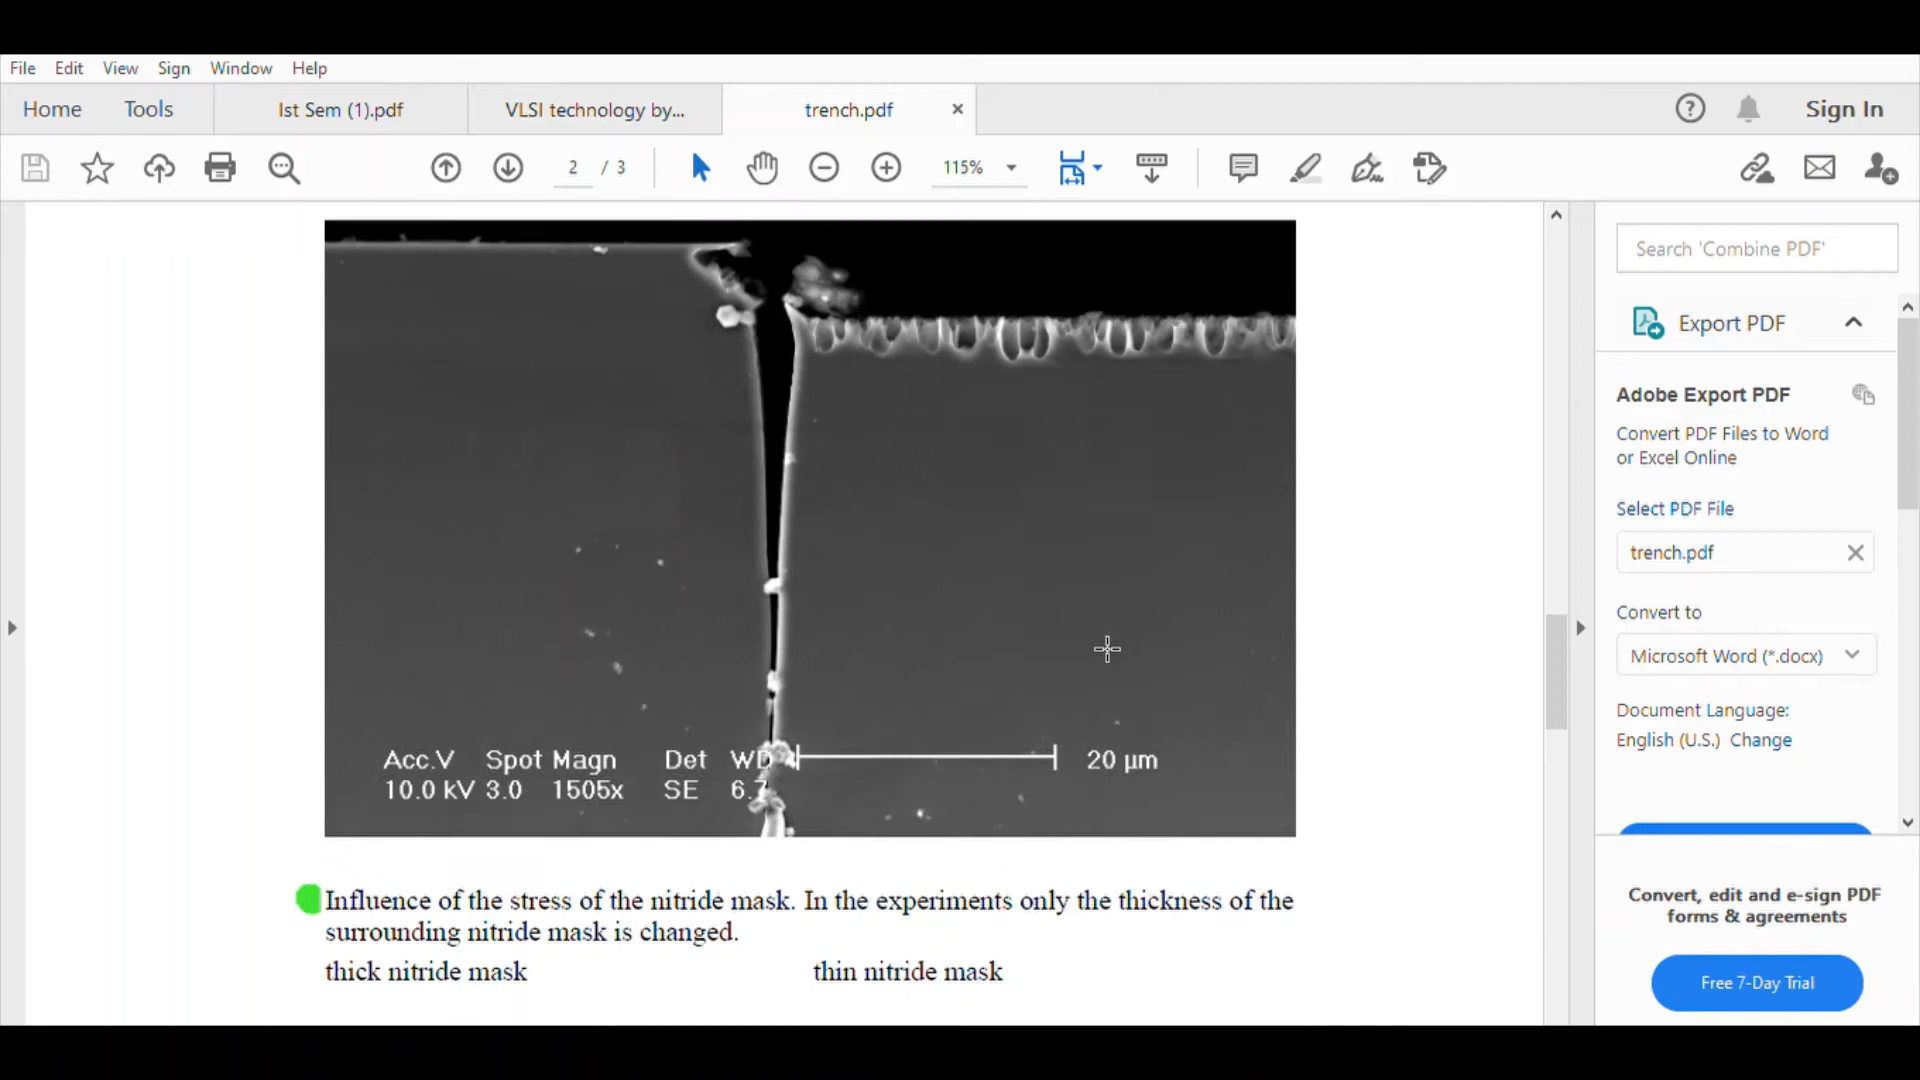 File Edit View Sign Window Help
Home Tools Ist Sem (1).pdf VLSI technology by... trench.pdf Sign In
2 / 3 115%
Search 'Combine PDF'
Export PDF
Adobe Export PDF
Convert PDF Files to Word
or Excel Online
Select PDF File
trench.pdf
Convert to
Microsoft Word (*.docx)
Document Language:
English (U.S.) Change
Convert, edit and e-sign PDF
forms & agreements
Free 7-Day Trial
Acc.V Spot Magn Det WD 20 µm
10.0 kV 3.0 1505x SE 6.7
Influence of the stress of the nitride mask. In the experiments only the thickness of the
surrounding nitride mask is changed.
thick nitride mask thin nitride mask